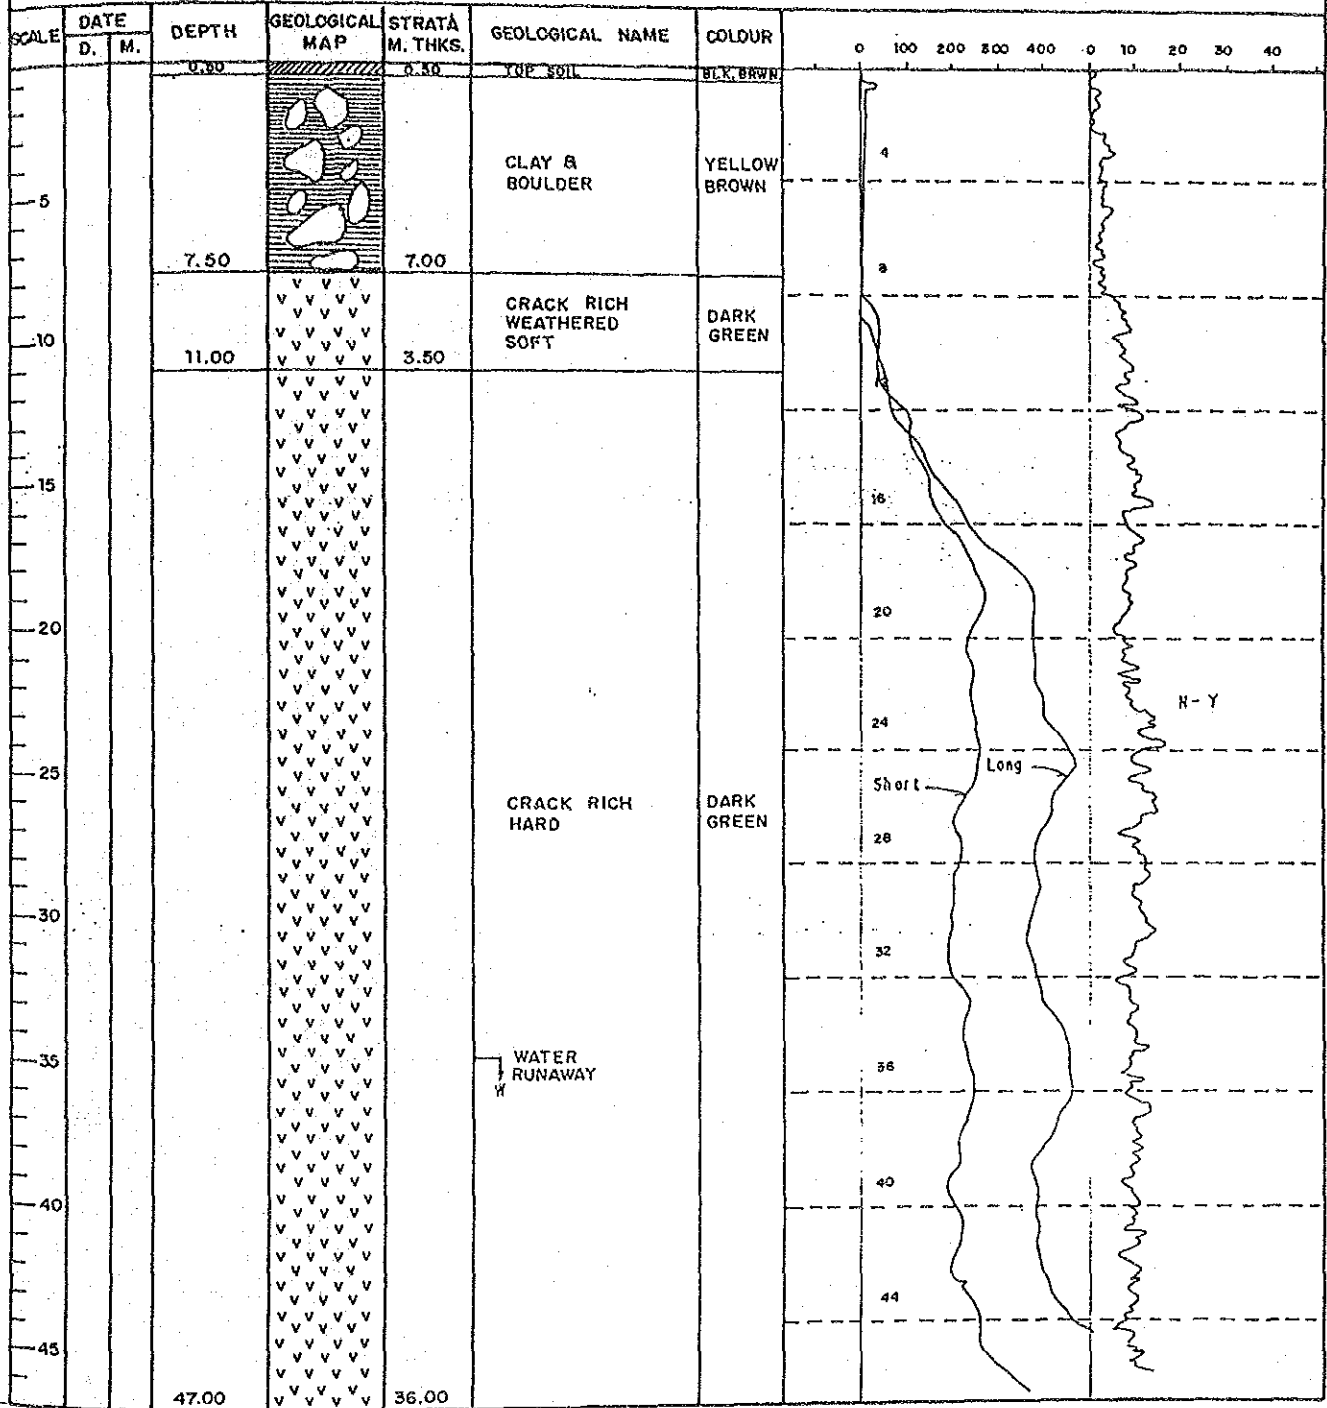 SCALE DATE DEPTH GEOLOGICAL MAP STRATA M. THKS. GEOLOGICAL NAME COLOUR
D. M.
0 100 200 300 400 0 10 20 30 40
0.50 0.50 TOP SOIL BLK. BRWN
4
CLAY & BOULDER YELLOW BROWN
5
7.50 7.00
8
CRACK RICH WEATHERED SOFT DARK GREEN
10
11.00 3.50
12
15
16
20
20
24
N-Y
25
Long
Short
CRACK RICH HARD DARK GREEN
28
30
32
35
WATER RUNAWAY
W
36
40
40
44
45
47.00 36.00